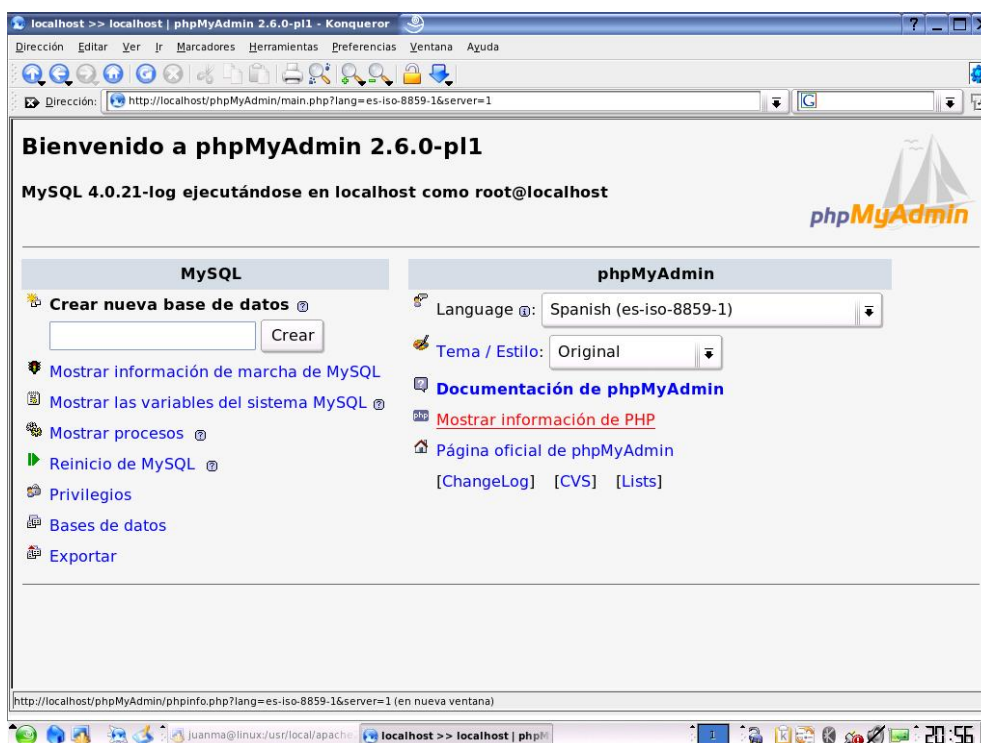 localhost >> localhost | phpMyAdmin 2.6.0-pl1 - Konqueror
Dirección Editar Ver Ir Marcadores Herramientas Preferencias Ventana Ayuda
Dirección: http://localhost/phpMyAdmin/main.php?lang=es-iso-8859-1&server=1
Bienvenido a phpMyAdmin 2.6.0-pl1
MySQL 4.0.21-log ejecutándose en localhost como root@localhost
phpMyAdmin
MySQL
Crear nueva base de datos
Crear
Mostrar información de marcha de MySQL
Mostrar las variables del sistema MySQL
Mostrar procesos
Reinicio de MySQL
Privilegios
Bases de datos
Exportar
phpMyAdmin
Language: Spanish (es-iso-8859-1)
Tema / Estilo: Original
Documentación de phpMyAdmin
php Mostrar información de PHP
Página oficial de phpMyAdmin
[ChangeLog] [CVS] [Lists]
http://localhost/phpMyAdmin/phpinfo.php?lang=es-iso-8859-1&server=1 (en nueva ventana)
juanma@linux:/usr/local/apache localhost >> localhost | phpM 1 20:56